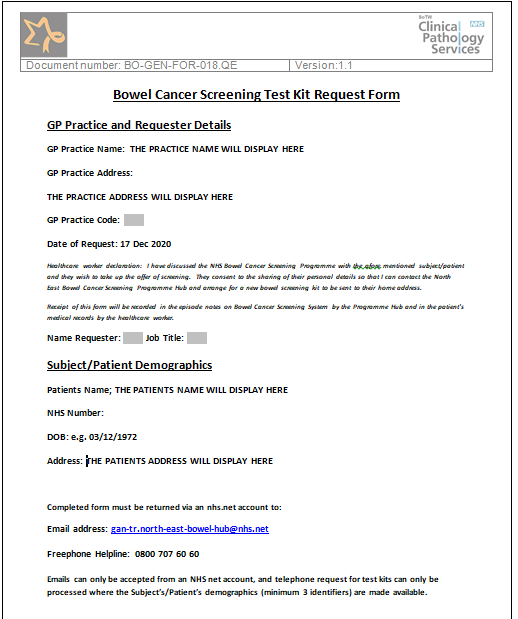 BoTW
Clinical
Pathology
Services
NHS
Document number: BO-GEN-FOR-018.QE
Version:1.1
Bowel Cancer Screening Test Kit Request Form
GP Practice and Requester Details
GP Practice Name: THE PRACTICE NAME WILL DISPLAY HERE
GP Practice Address:
THE PRACTICE ADDRESS WILL DISPLAY HERE
GP Practice Code:
Date of Request: 17 Dec 2020
Healthcare worker declaration: I have discussed the NHS Bowel Cancer Screening Programme with the afore mentioned subject/patient
and they wish to take up the offer of screening. They consent to the sharing of their personal details so that I can contact the North
East Bowel Cancer Screening Programme Hub and arrange for a new bowel screening kit to be sent to their home address.
Receipt of this form will be recorded in the episode notes on Bowel Cancer Screening System by the Programme Hub and in the patient's
medical records by the healthcare worker.
Name Requester: Job Title:
Subject/Patient Demographics
Patients Name; THE PATIENTS NAME WILL DISPLAY HERE
NHS Number:
DOB: e.g. 03/12/1972
Address: THE PATIENTS ADDRESS WILL DISPLAY HERE
Completed form must be returned via an nhs.net account to:
Email address: gan-tr.north-east-bowel-hub@nhs.net
Freephone Helpline: 0800 707 60 60
Emails can only be accepted from an NHS net account, and telephone request for test kits can only be
processed where the Subject's/Patient's demographics (minimum 3 identifiers) are made available.